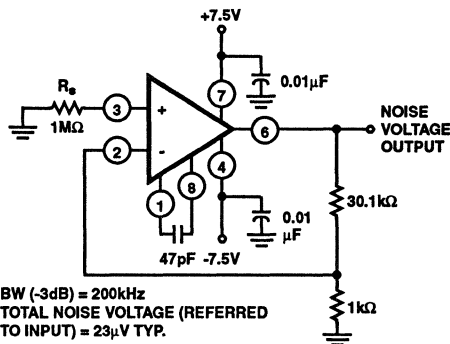 +7.5V
7
0.01µF
Rs
1MΩ
3
+
2
-
6
NOISE
VOLTAGE
OUTPUT
4
8
1
30.1kΩ
0.01
µF
47pF
-7.5V
1kΩ
BW (-3dB) = 200kHz
TOTAL NOISE VOLTAGE (REFERRED
TO INPUT) = 23µV TYP.